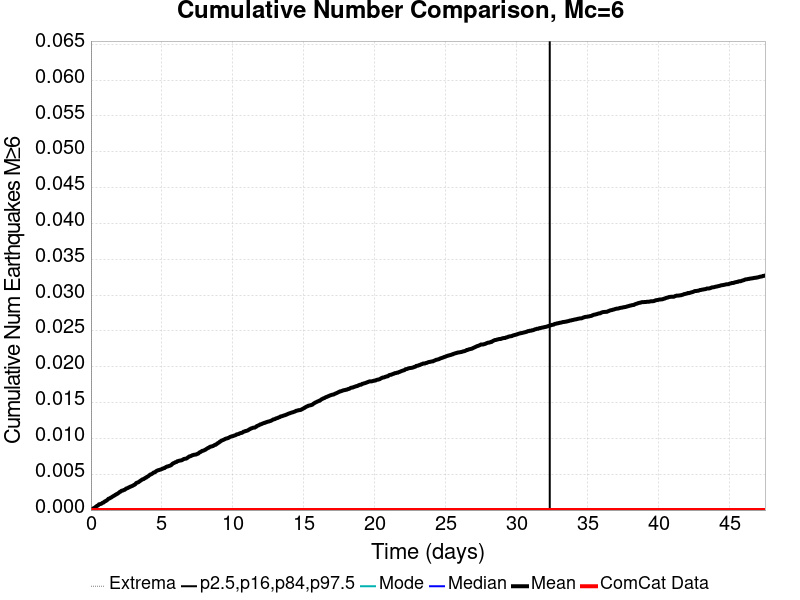 Cumulative Number Comparison, Mc=6
Cumulative Num Earthquakes M≥6
0.065
0.060
0.055
0.050
0.045
0.040
0.035
0.030
0.025
0.020
0.015
0.010
0.005
0.000
0 5 10 15 20 25 30 35 40 45
Time (days)
Extrema p2.5,p16,p84,p97.5 Mode Median Mean ComCat Data